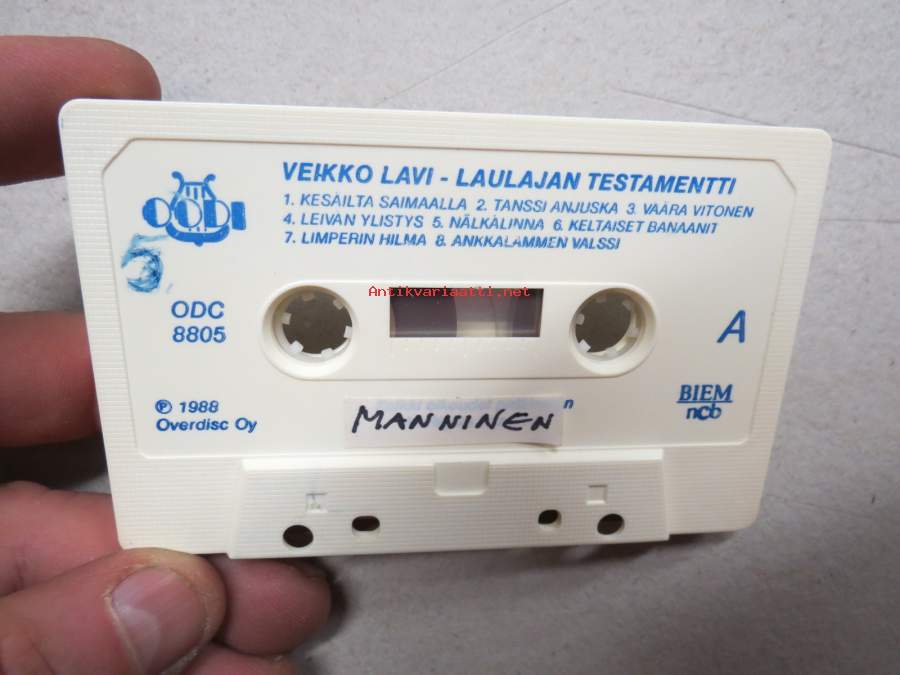 VEIKKO LAVI - LAULAJAN TESTAMENTTI
1. KESÄILTA SAIMAALLA 2. TANSSI ANJUSKA 3. VÄÄRÄ VITONEN
4. LEIVÄN YLISTYS 5. NÄLKÄLINNA 6. KELTAISET BANAANIT
7. LIMPERIN HILMA 8. ANKKALAMMEN VALSSI
OODI
5.
ODC
8805
Antikvariaatti.net
A
℗ 1988
Overdisc Oy
MANNINEN
BIEM
ncb